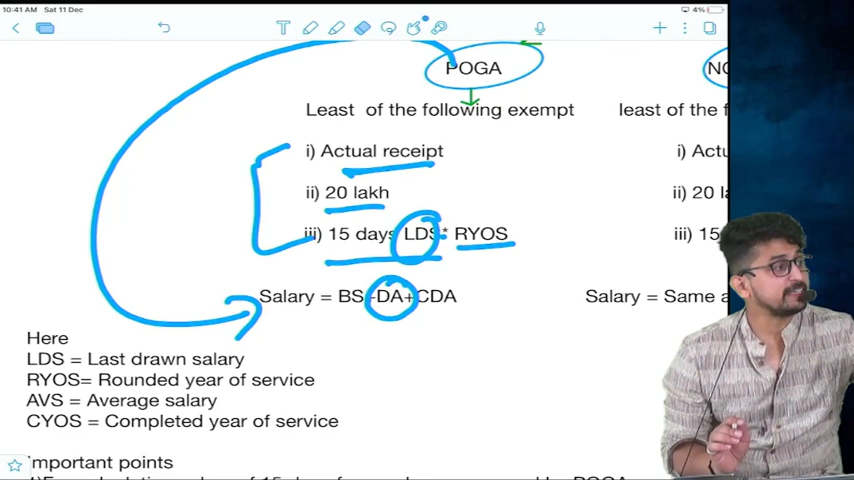 10:41 AM Sat 11 Dec
4%
T
POGA
NO
Least of the following exempt
least of the f
i) Actual receipt
i) Actu
ii) 20 lakh
ii) 20 la
iii) 15 days LDS* RYOS
iii) 15
Salary = BS+DA+CDA
Salary = Same a
Here
LDS = Last drawn salary
RYOS= Rounded year of service
AVS = Average salary
CYOS = Completed year of service
Important points